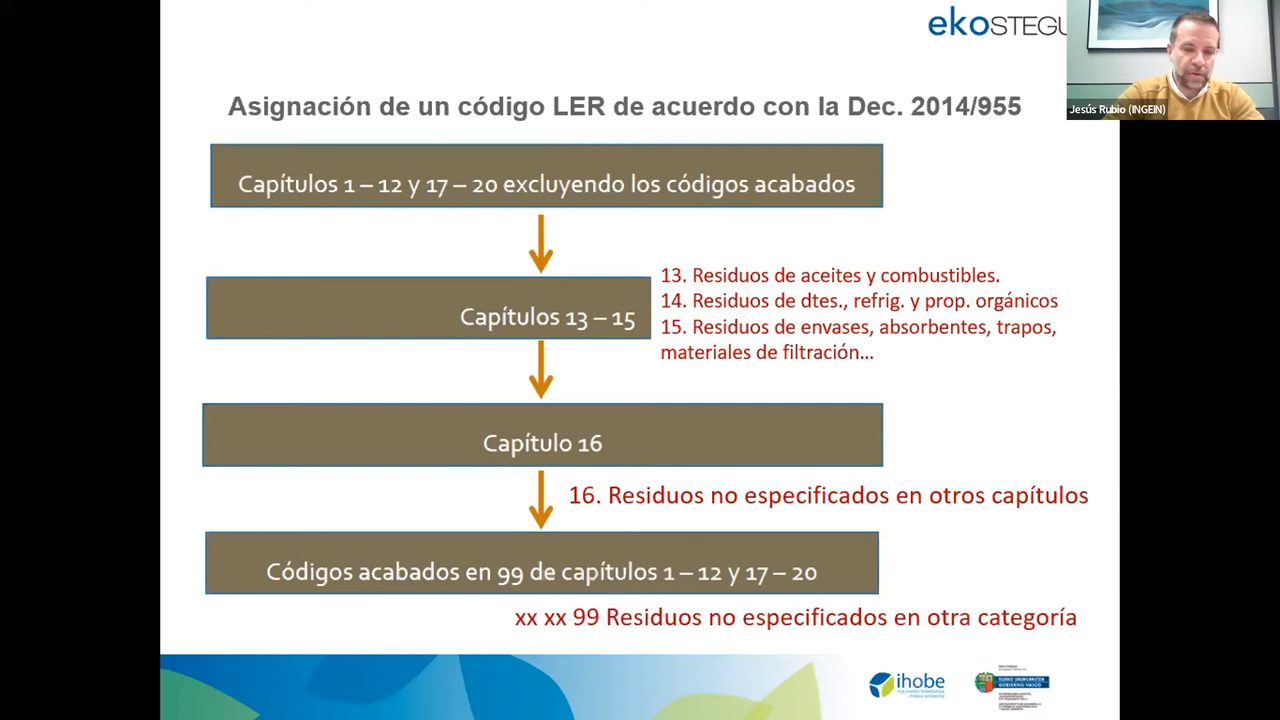 ekOSTEGU
Jesús Rubio (INGEIN)
Asignación de un código LER de acuerdo con la Dec. 2014/955
Capítulos 1 – 12 y 17 – 20 excluyendo los códigos acabados
Capítulos 13 – 15
13. Residuos de aceites y combustibles.
14. Residuos de dtes., refrig. y prop. orgánicos
15. Residuos de envases, absorbentes, trapos,
materiales de filtración...
Capítulo 16
16. Residuos no especificados en otros capítulos
Códigos acabados en 99 de capítulos 1 – 12 y 17 – 20
xx xx 99 Residuos no especificados en otra categoría
ihobe
EUSKO JAURLARITZA
GOBIERNO VASCO